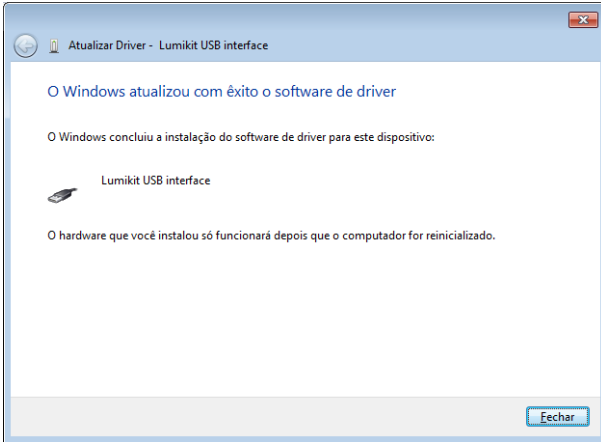 Atualizar Driver - Lumikit USB interface
O Windows atualizou com êxito o software de driver
O Windows concluiu a instalação do software de driver para este dispositivo:
Lumikit USB interface
O hardware que você instalou só funcionará depois que o computador for reinicializado.
Fechar